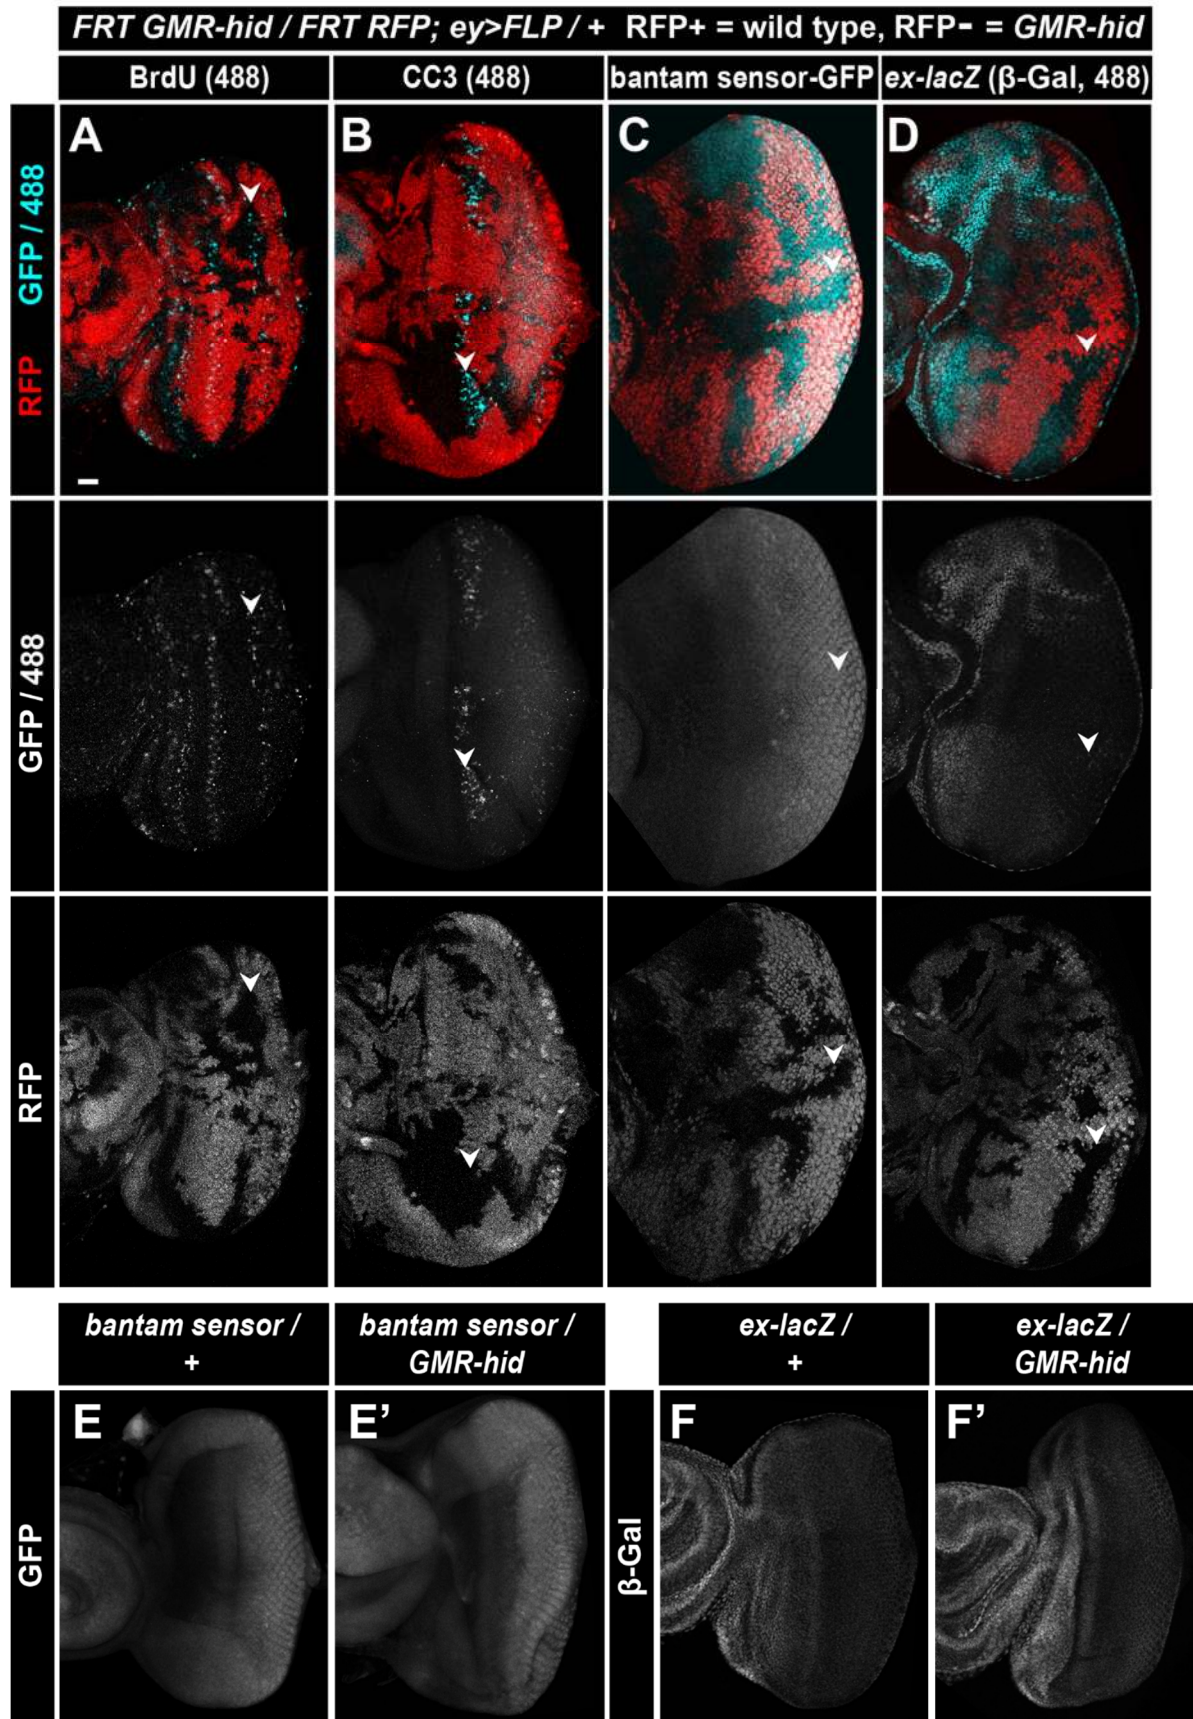 FRT GMR-hid / FRT RFP; ey>FLP / + RFP+ = wild type, RFP- = GMR-hid
BrdU (488)
CC3 (488)
bantam sensor-GFP
ex-lacZ (β-Gal, 488)
RFP GFP / 488
A
B
C
D
GFP / 488
RFP
bantam sensor /
+
bantam sensor /
GMR-hid
ex-lacZ /
+
ex-lacZ /
GMR-hid
GFP
E
E’
β-Gal
F
F’